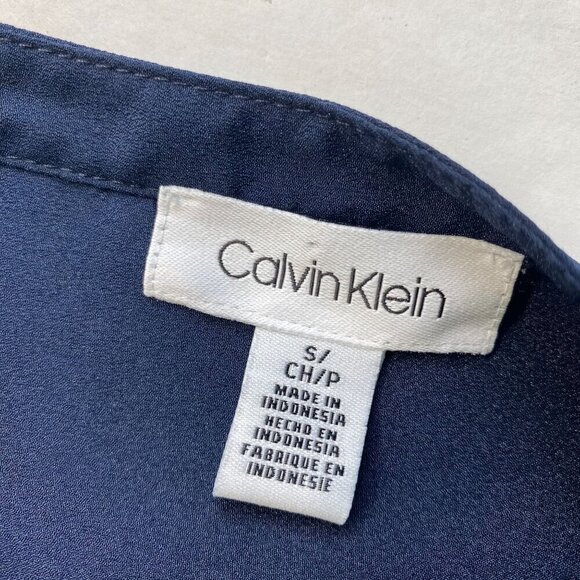 Calvin Klein
S/
CH/P
MADE IN
INDONESIA
HECHO EN
INDONESIA
FABRIQUE EN
INDONESIE